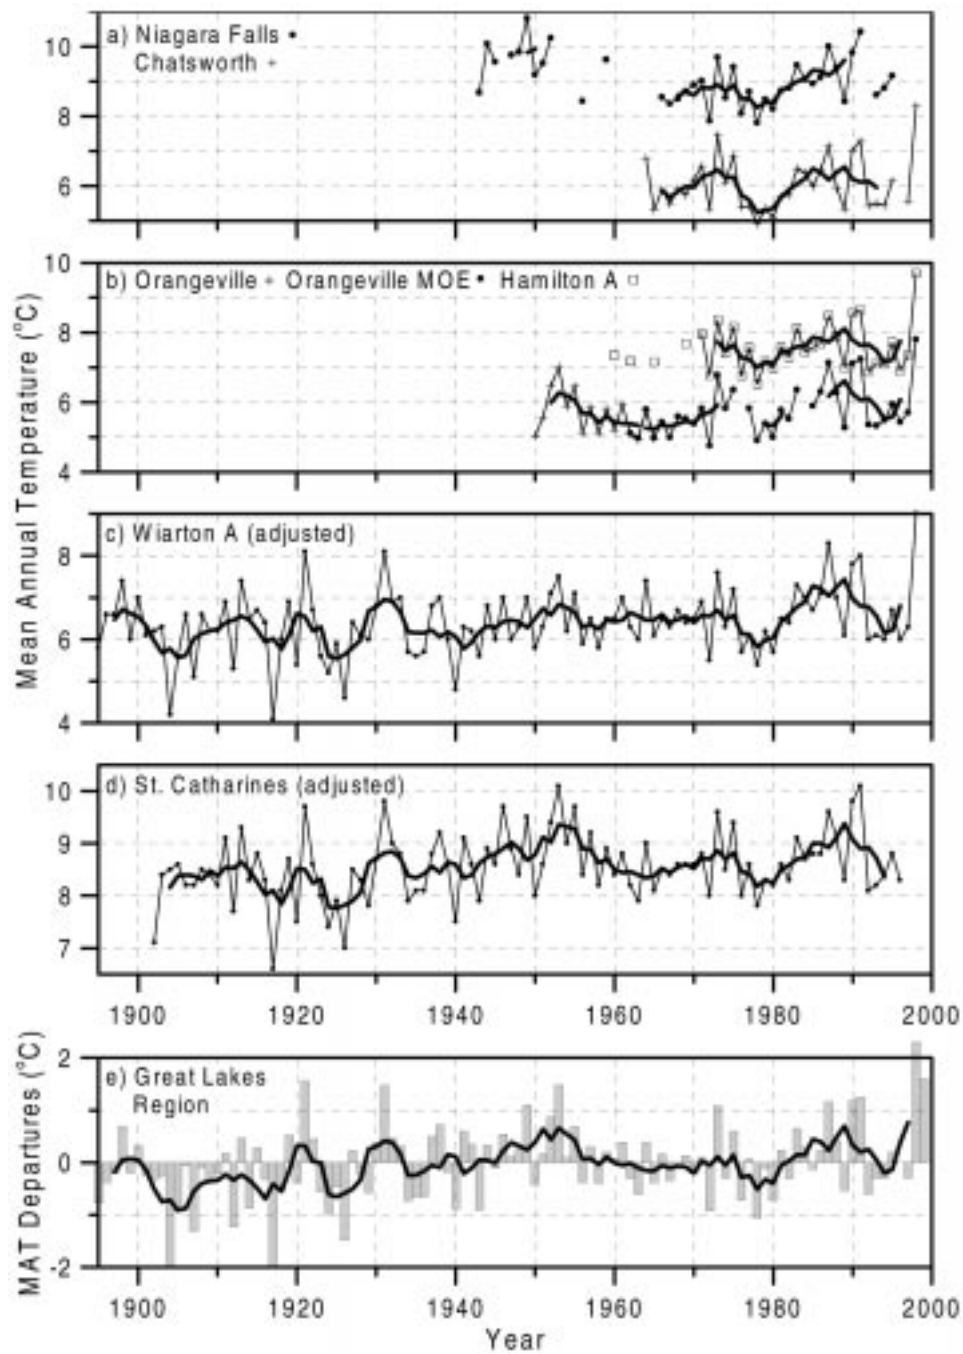 a) Niagara Falls •
Chatsworth +
10
8
6
b) Orangeville + Orangeville MOE • Hamilton A □
10
8
6
4
Mean Annual Temperature (°C)
c) Wiarton A (adjusted)
8
6
4
d) St. Catharines (adjusted)
10
9
8
7
1900 1920 1940 1960 1980 2000
e) Great Lakes
Region
MAT Departures (°C)
2
0
-2
1900 1920 1940 1960 1980 2000
Year